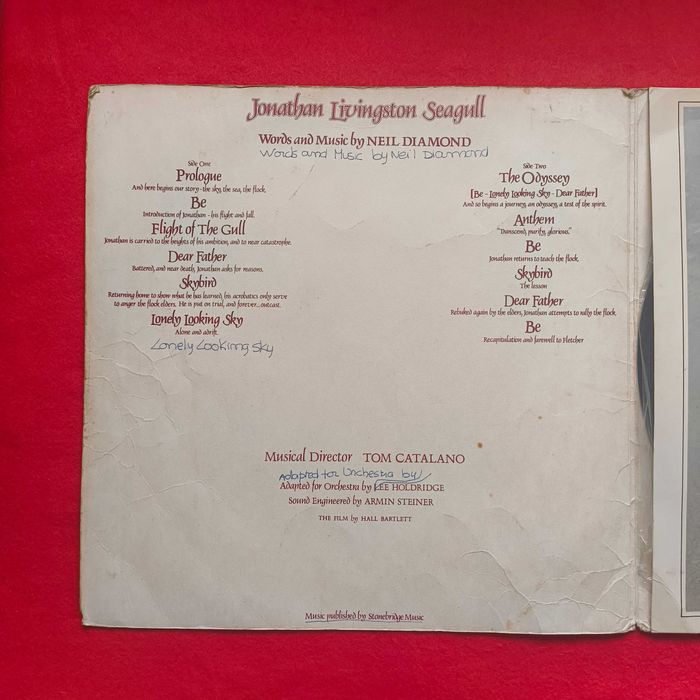 Jonathan Livingston Seagull
Words and Music by NEIL DIAMOND
Words and Music by Neil Diamond
Side One
Prologue
And here begins our story-the sky, the sea, the flock.
Be
Introduction of Jonathan - his flight and fall.
Flight of The Gull
Jonathan is carried to the heights of his ambition, and to near catastrophe.
Dear Father
Battered, and near death, Jonathan asks for reasons.
Skybird
Returning home to show what he has learned, his acrobatics only serve
to anger the flock elders. He is put on trial, and forever...outcast.
Lonely Looking Sky
Alone and adrift.
Lonely Looking Sky
Side Two
The Odyssey
[Be - Lonely Looking Sky - Dear Father]
And so begins a journey, an odyssey, a test of the spirit.
Anthem
"Transcend, purify, glorious."
Be
Jonathan returns to teach the flock.
Skybird
The lesson
Dear Father
Rebuked again by the elders, Jonathan attempts to rally the flock.
Be
Recapitulation and farewell to Fletcher
Musical Director TOM CATALANO
Adapted for Orchestra by
Adapted for Orchestra by LEE HOLDRIDGE
Sound Engineered by ARMIN STEINER
THE FILM by HALL BARTLETT
Music published by Stonebridge Music